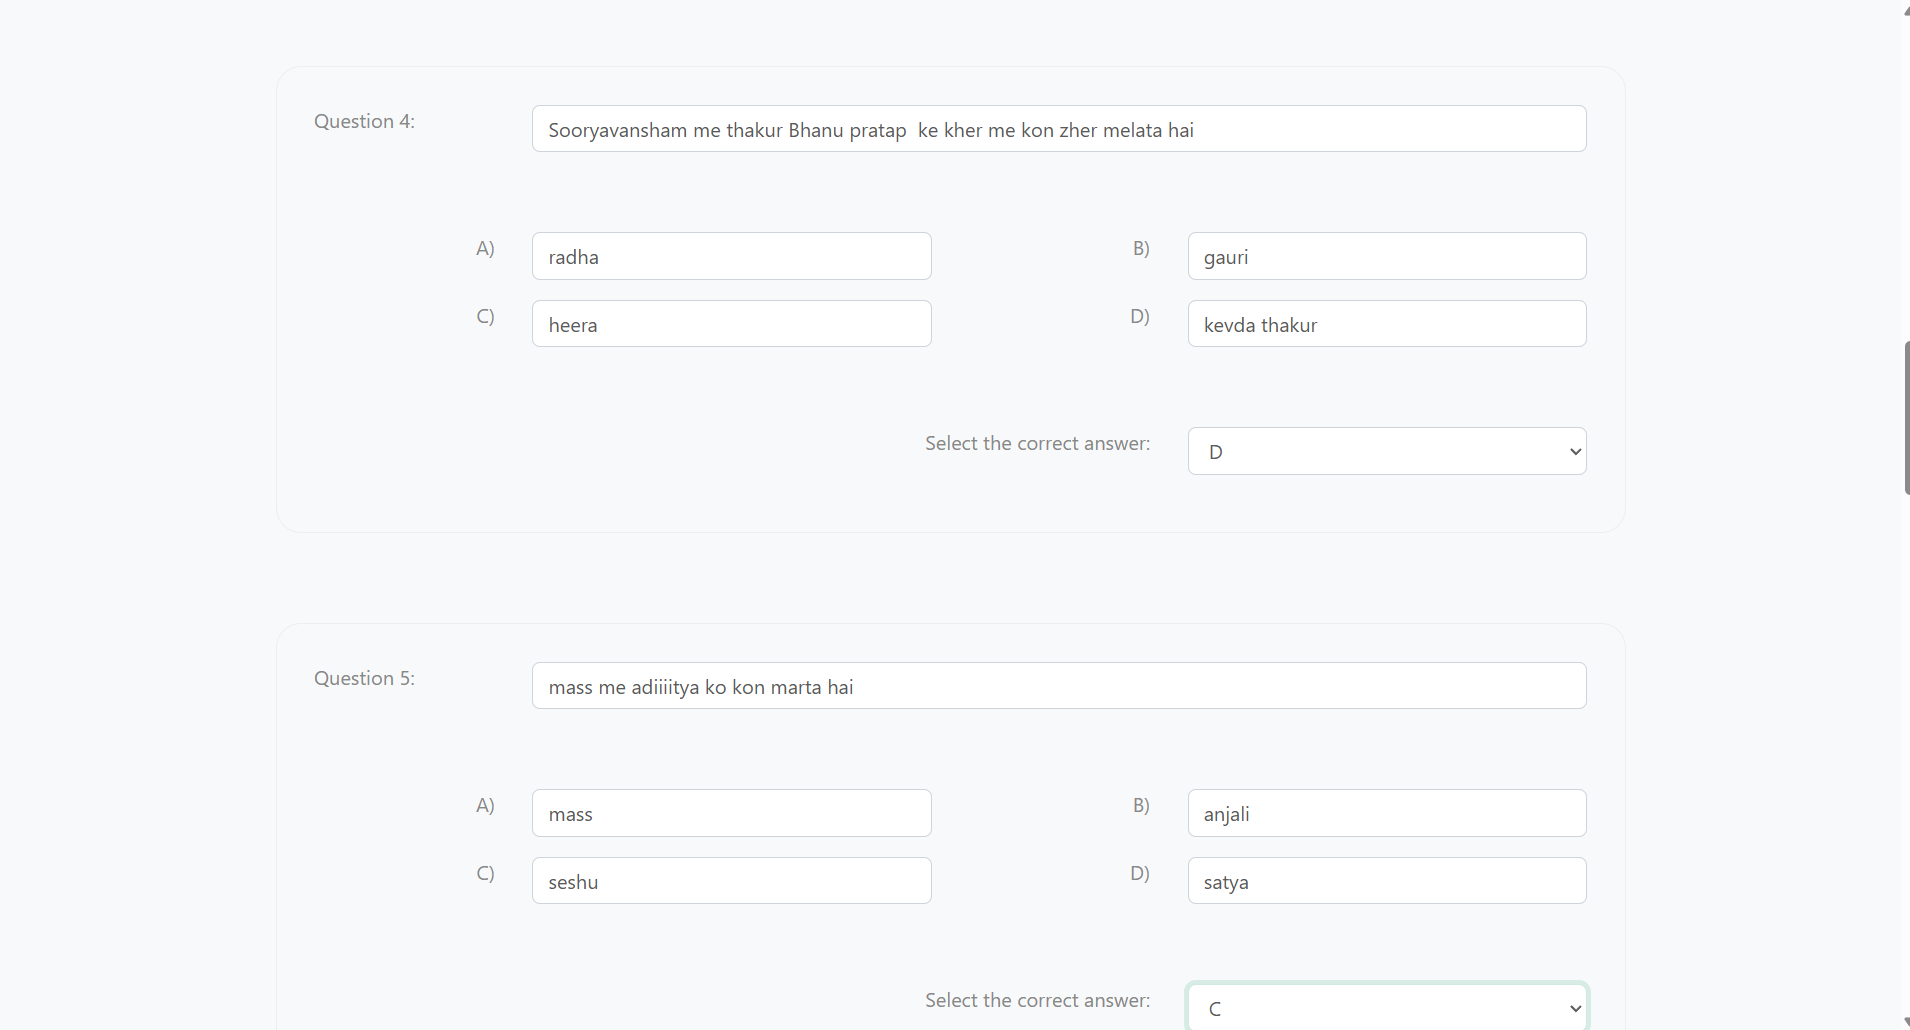 Question 4:
Sooryavansham me thakur Bhanu pratap  ke kher me kon zher melata hai
A)
radha
B)
gauri
C)
heera
D)
kevda thakur
Select the correct answer:
D
Question 5:
mass me adiiiitya ko kon marta hai
A)
mass
B)
anjali
C)
seshu
D)
satya
Select the correct answer:
C